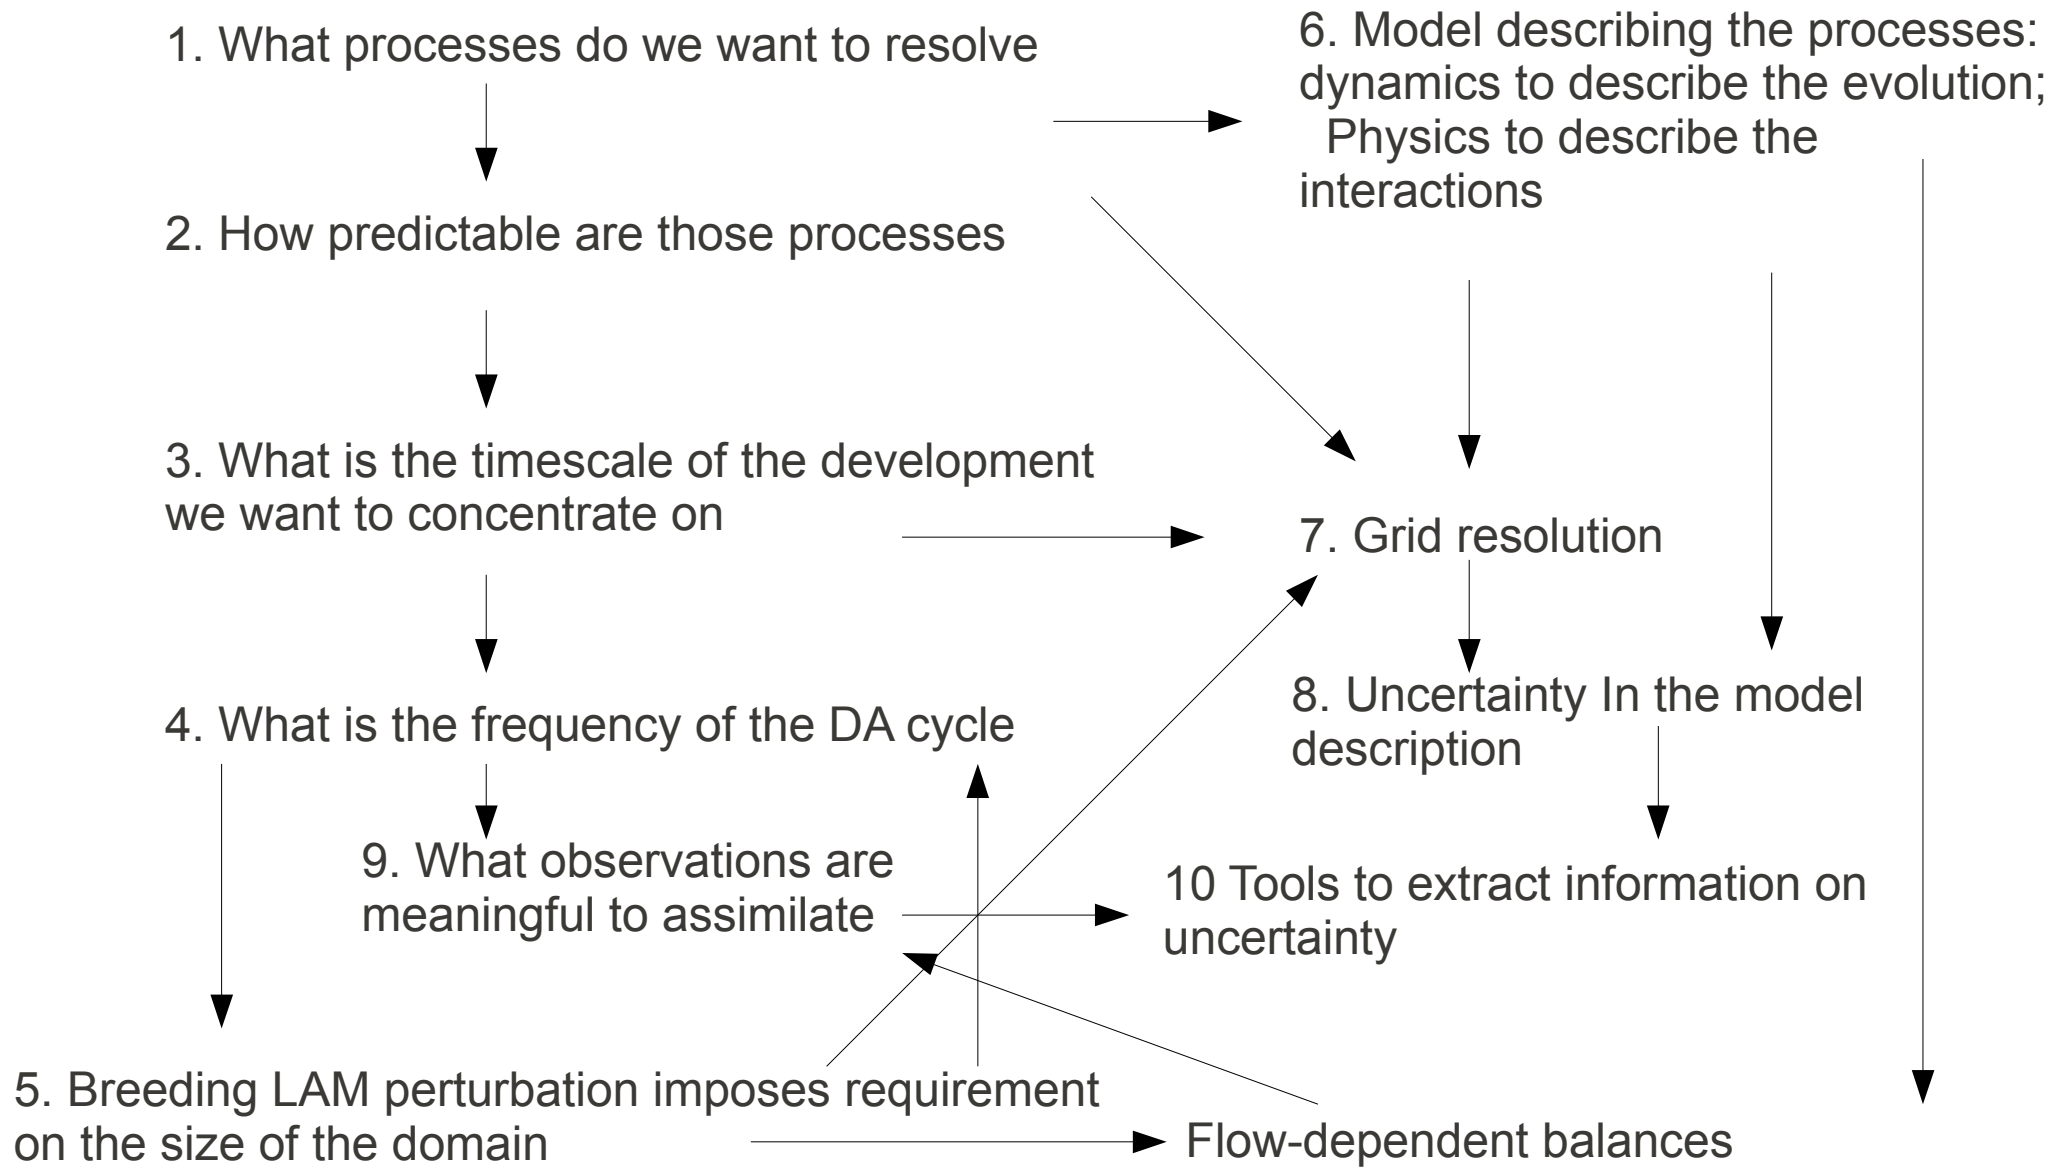 1. What processes do we want to resolve
6. Model describing the processes:
dynamics to describe the evolution;
Physics to describe the
interactions
2. How predictable are those processes
3. What is the timescale of the development
we want to concentrate on
7. Grid resolution
4. What is the frequency of the DA cycle
8. Uncertainty In the model
description
9. What observations are
meaningful to assimilate
10 Tools to extract information on
uncertainty
5. Breeding LAM perturbation imposes requirement
on the size of the domain
Flow-dependent balances